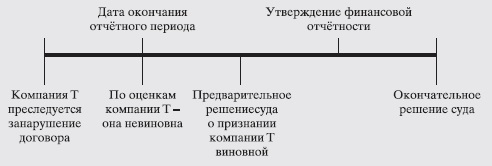 Дата окончания
отчётного периода
Утверждение финансовой
отчётности
Компания Т
преследуется
занарушение
договора
По оценкам
компании Т –
она невиновна
Предварительное
решениесуда
о признании
компании Т
виновной
Окончательное
решение суда